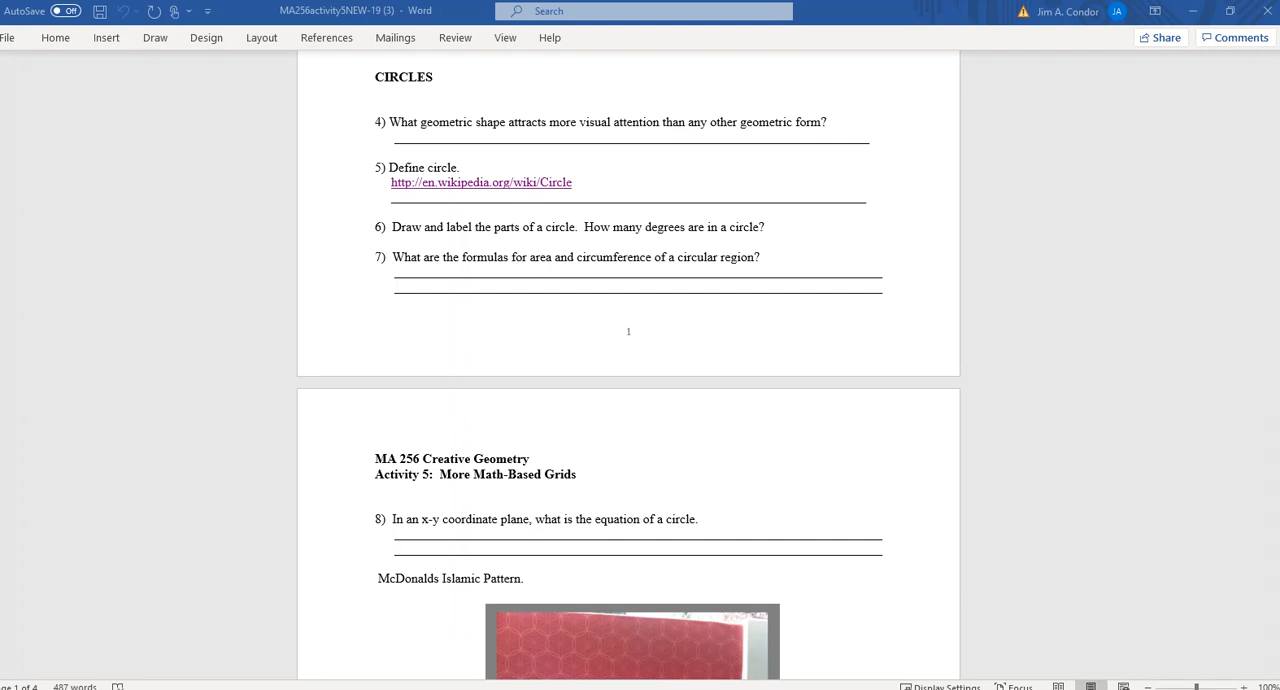 AutoSave Off MA256activity5NEW-19 (3) - Word Search Jim A. Condor JA
File Home Insert Draw Design Layout References Mailings Review View Help Share Comments
CIRCLES
4) What geometric shape attracts more visual attention than any other geometric form?
5) Define circle.
http://en.wikipedia.org/wiki/Circle
6) Draw and label the parts of a circle. How many degrees are in a circle?
7) What are the formulas for area and circumference of a circular region?
1
MA 256 Creative Geometry
Activity 5: More Math-Based Grids
8) In an x-y coordinate plane, what is the equation of a circle.
McDonalds Islamic Pattern.
ge 1 of 4 487 words Display Settings Focus 100%